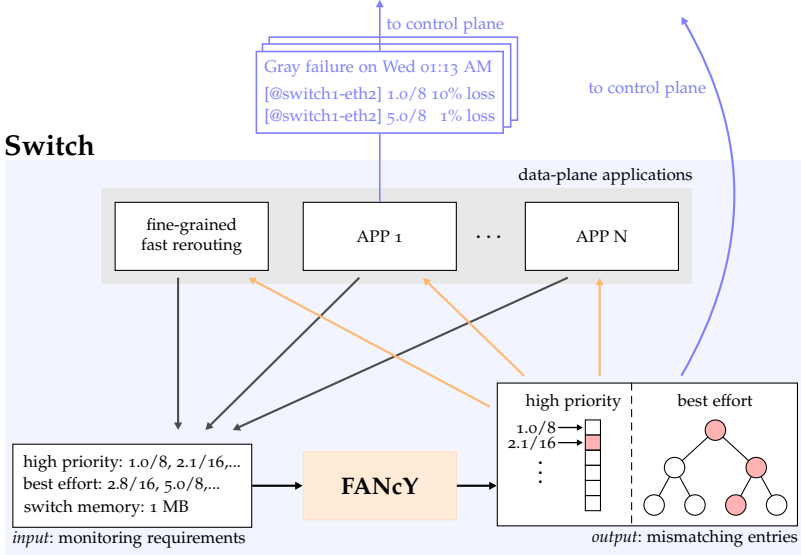 to control plane
Gray failure on Wed 01:13 AM
[@switch1-eth2] 1.0/8 10% loss
[@switch1-eth2] 5.0/8 1% loss
to control plane
Switch
data-plane applications
fine-grained
fast rerouting
APP 1
...
APP N
high priority
best effort
1.0/8
2.1/16
high priority: 1.0/8, 2.1/16,...
best effort: 2.8/16, 5.0/8,...
switch memory: 1 MB
FANcY
input: monitoring requirements
output: mismatching entries